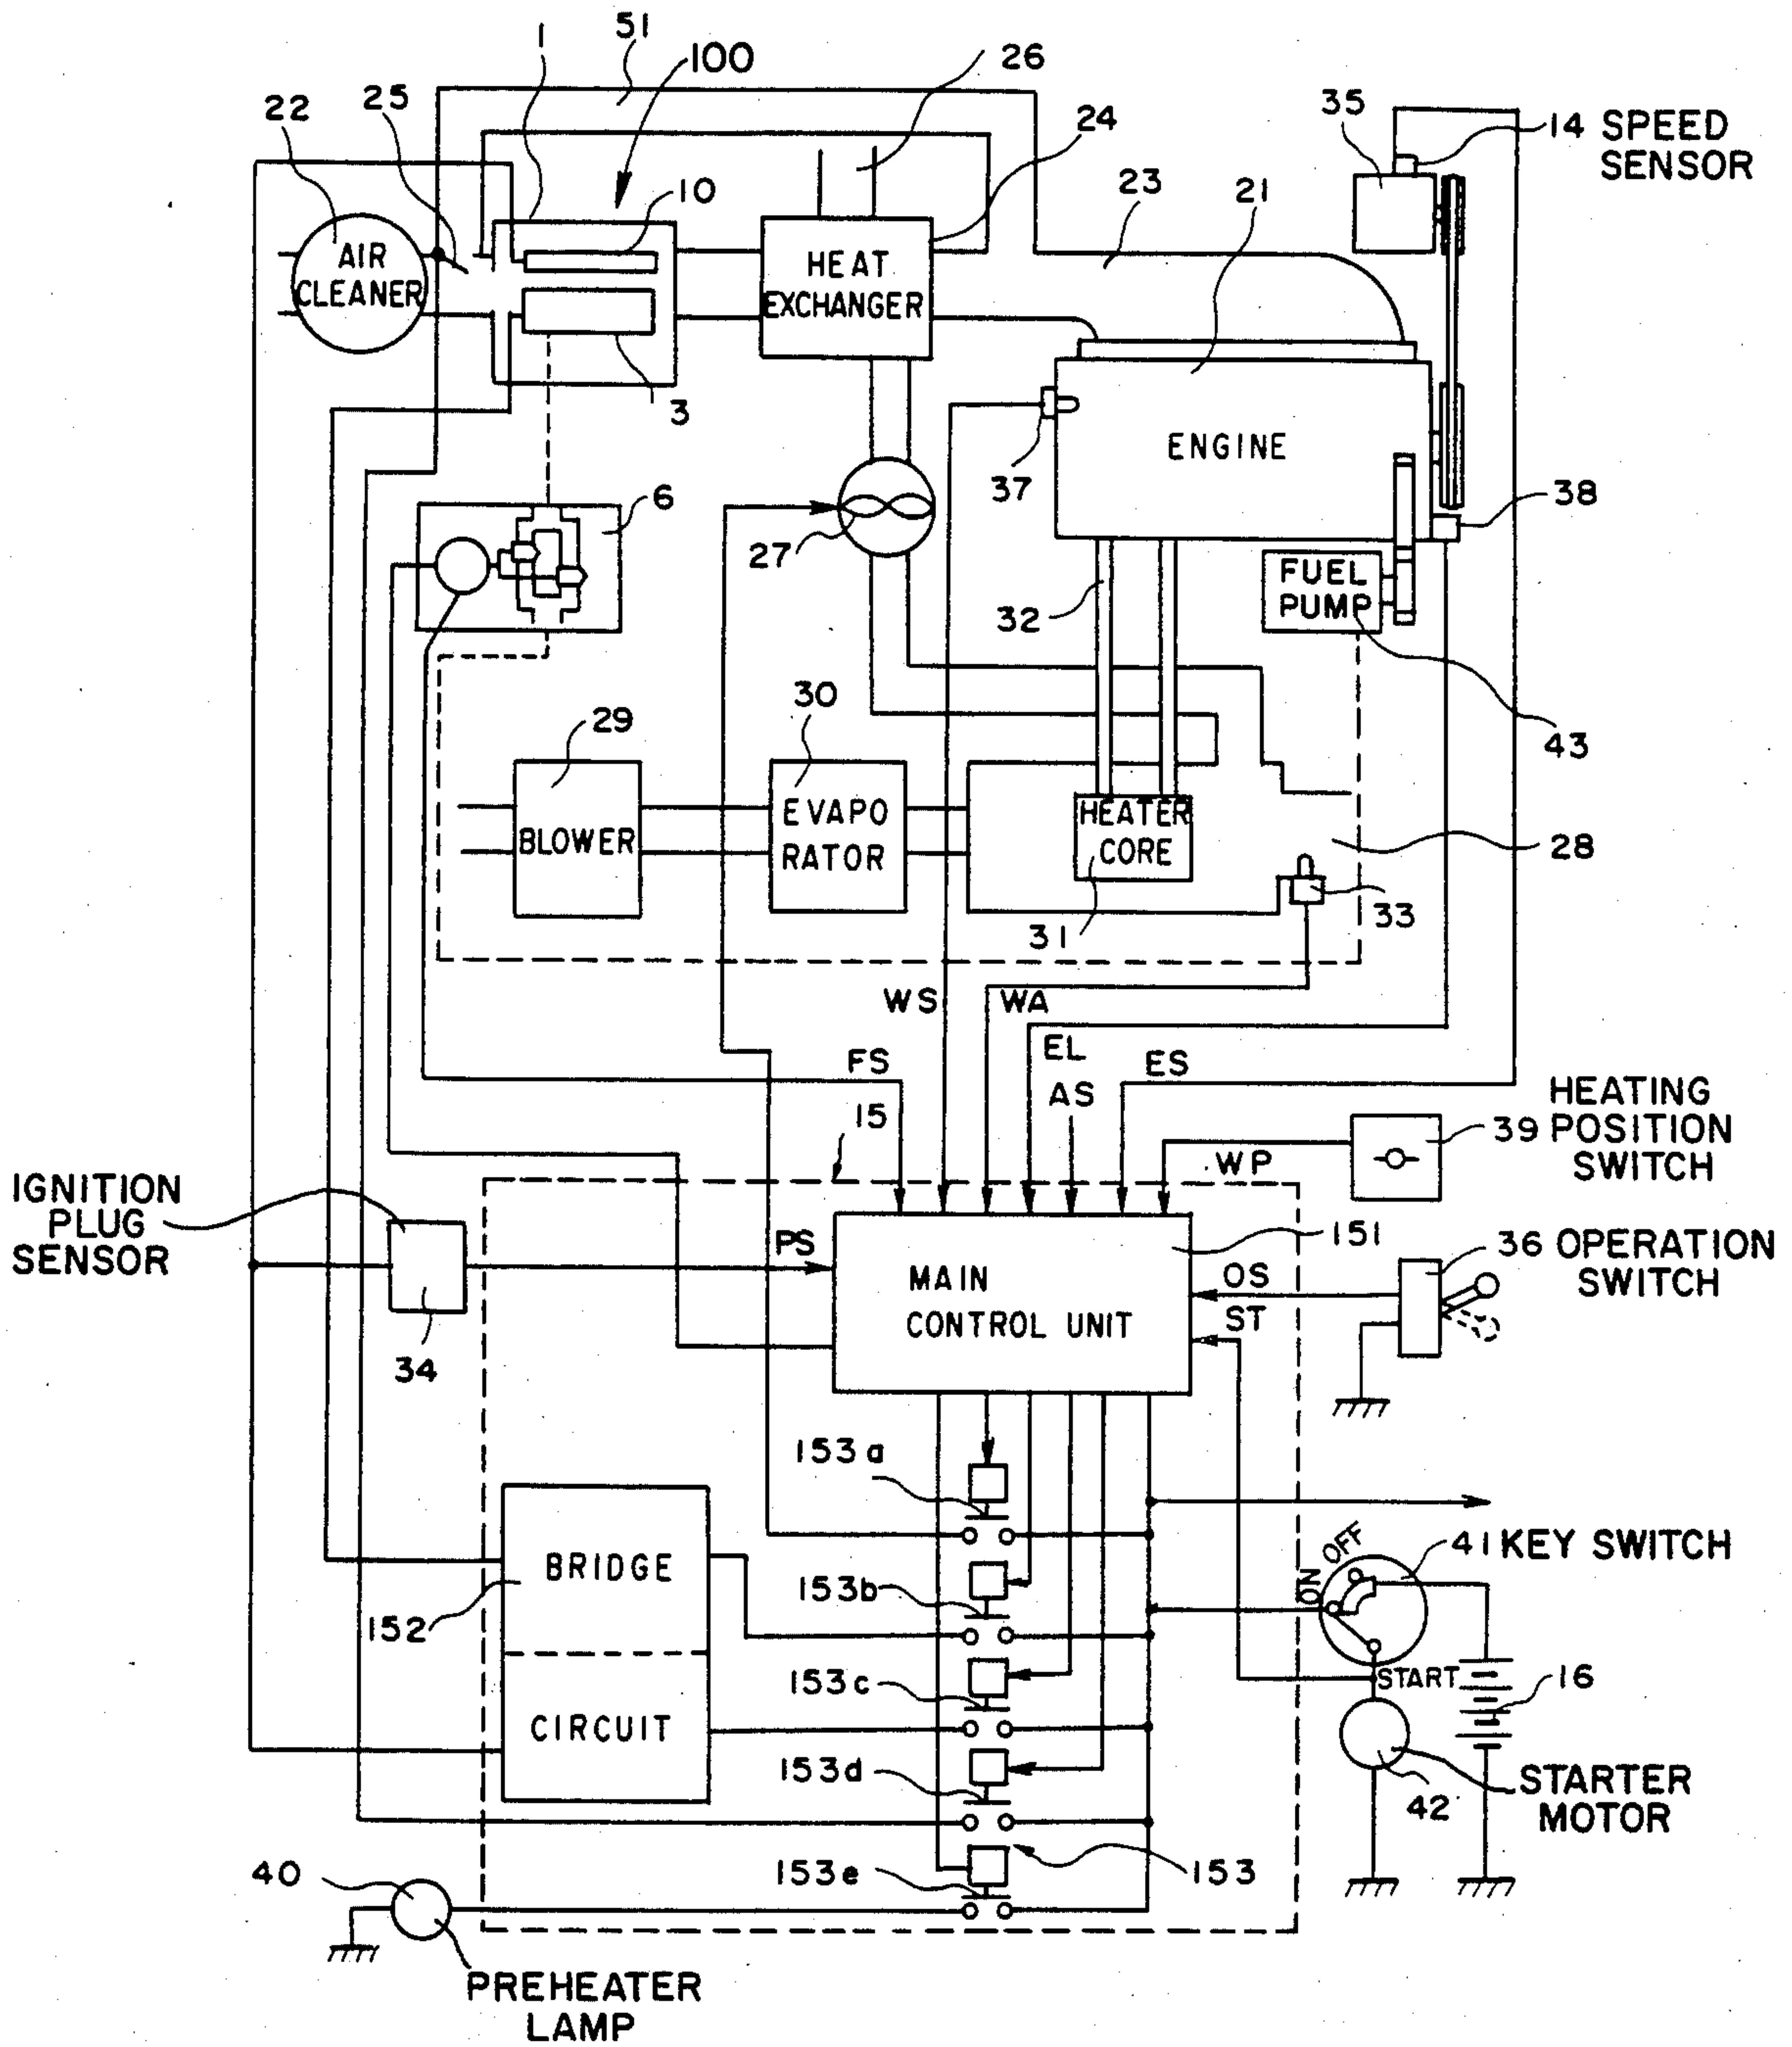 1
51
100
26
22
25
24
35
14 SPEED
SENSOR
10
23
21
AIR
CLEANER
HEAT
EXCHANGER
3
ENGINE
37
6
27
38
32
FUEL
PUMP
43
29
30
BLOWER
EVAPO
RATOR
HEATER
CORE
28
33
31
WS
WA
FS
EL
ES
AS
15
HEATING
39 POSITION
SWITCH
WP
IGNITION
PLUG
SENSOR
34
PS
MAIN
CONTROL UNIT
151
OS
ST
36 OPERATION
SWITCH
153a
BRIDGE
152
153b
OFF
ON
41 KEY SWITCH
153c
START
16
CIRCUIT
153d
42
STARTER
MOTOR
40
153e
153
PREHEATER
LAMP